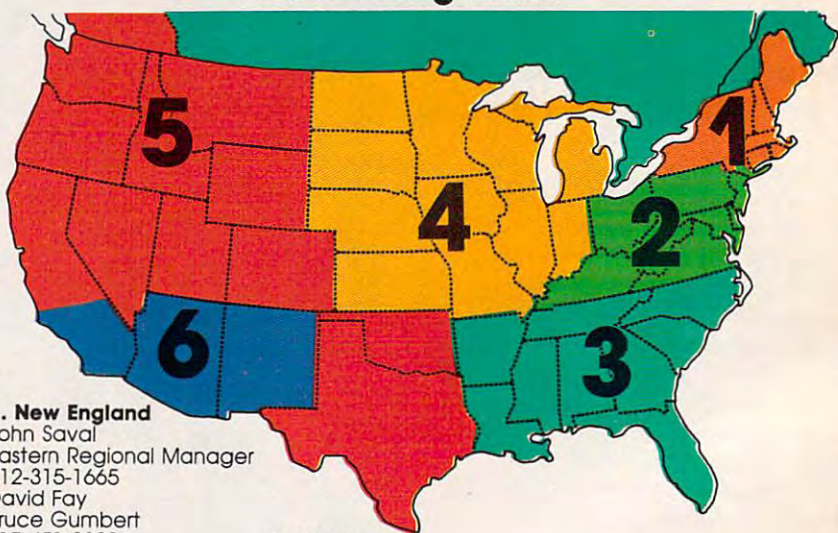 5
1
4
2
6
3
. New England
ohn Saval
astern Regional Manager
12-315-1665
David Fay
ruce Gumbert